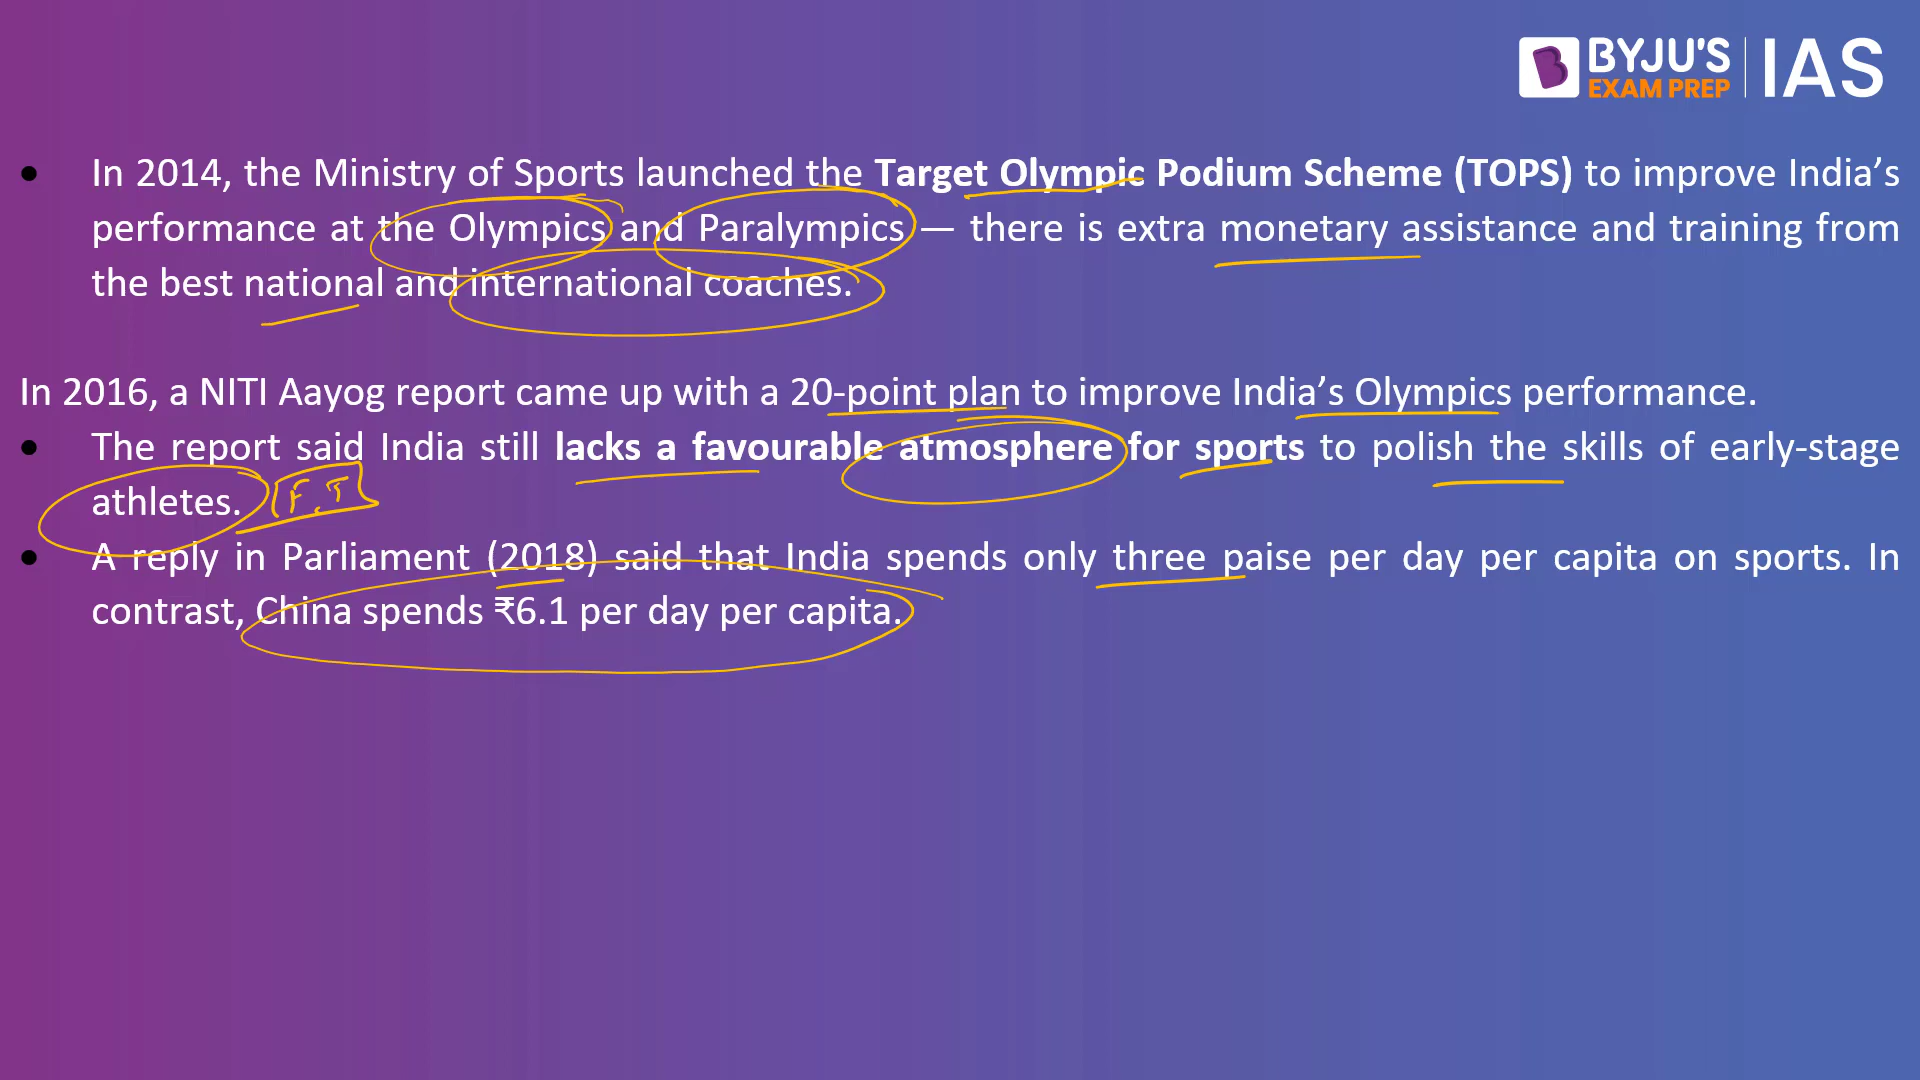 BYJU'S
EXAM PREP
IAS
• In 2014, the Ministry of Sports launched the Target Olympic Podium Scheme (TOPS) to improve India’s
performance at the Olympics and Paralympics — there is extra monetary assistance and training from
the best national and international coaches.
In 2016, a NITI Aayog report came up with a 20-point plan to improve India’s Olympics performance.
• The report said India still lacks a favourable atmosphere for sports to polish the skills of early-stage
athletes. F.T
• A reply in Parliament (2018) said that India spends only three paise per day per capita on sports. In
contrast, China spends ₹6.1 per day per capita.